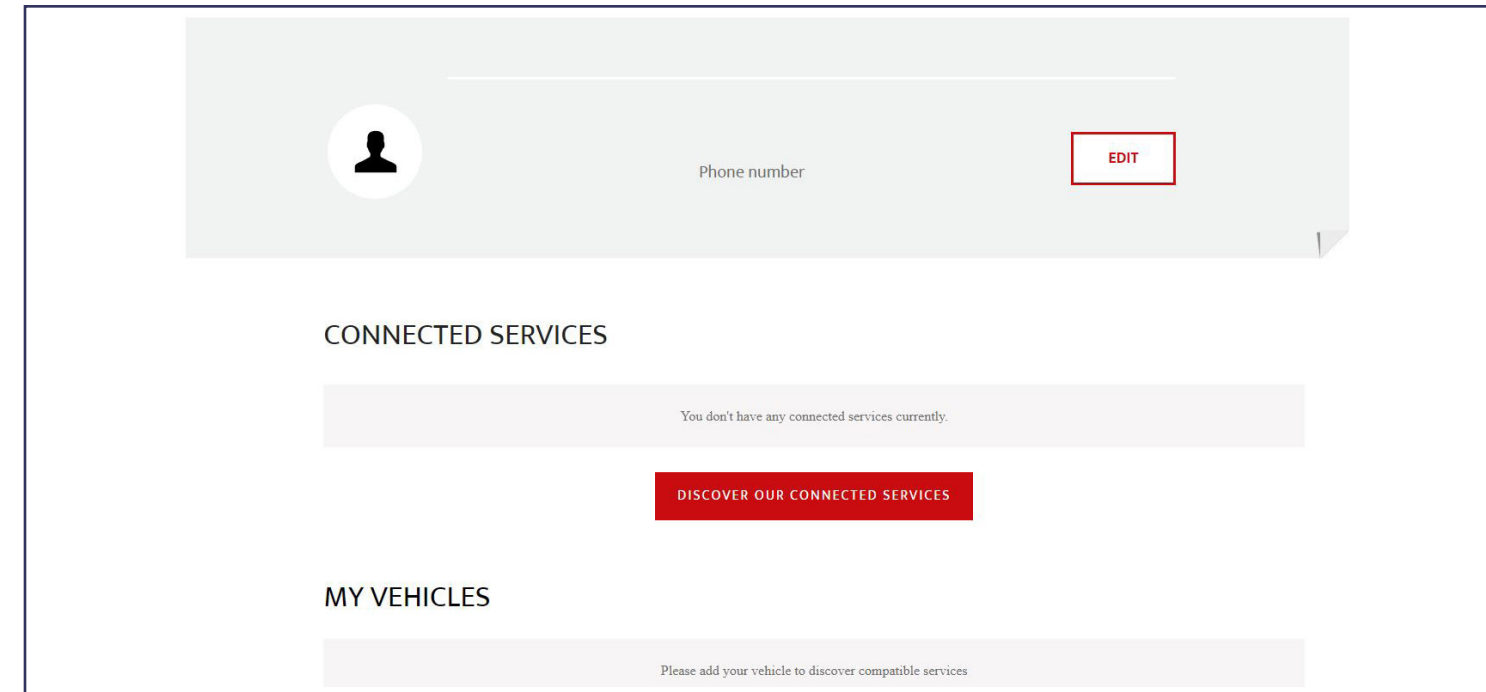 Phone number
EDIT
CONNECTED SERVICES
You don't have any connected services currently.
DISCOVER OUR CONNECTED SERVICES
MY VEHICLES
Please add your vehicle to discover compatible services